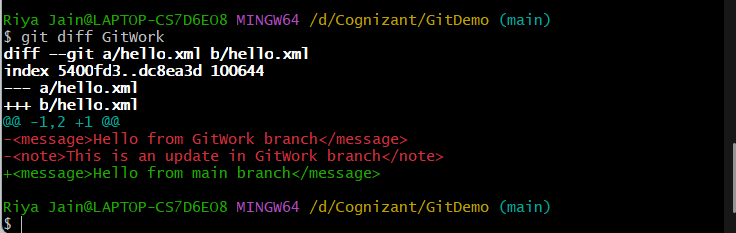 Riya Jain@LAPTOP-CS7D6EO8 MINGW64 /d/Cognizant/GitDemo (main)
$ git diff GitWork
diff --git a/hello.xml b/hello.xml
index 5400fd3..dc8ea3d 100644
--- a/hello.xml
+++ b/hello.xml
@@ -1,2 +1 @@
-<message>Hello from GitWork branch</message>
-<note>This is an update in GitWork branch</note>
+<message>Hello from main branch</message>
Riya Jain@LAPTOP-CS7D6EO8 MINGW64 /d/Cognizant/GitDemo (main)
$